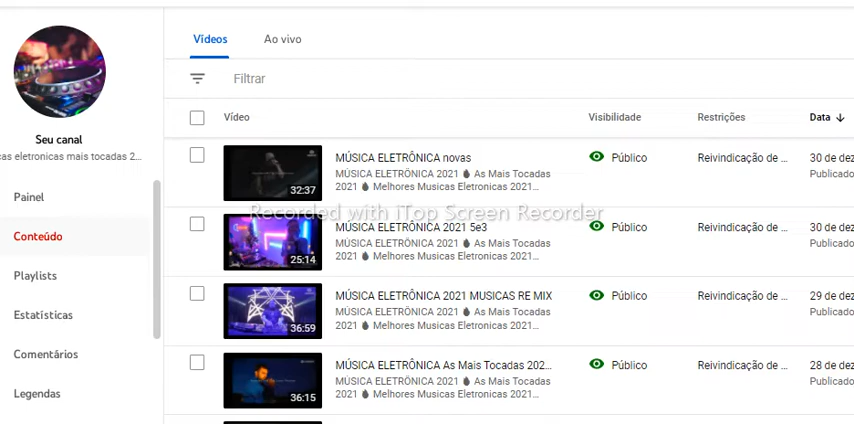 Vídeos
Ao vivo
Filtrar
Seu canal
cas eletronicas mais tocadas 2...
Painel
Conteúdo
Playlists
Estatísticas
Comentários
Legendas
Vídeo
Visibilidade
Restrições
Data
32:37
MÚSICA ELETRÔNICA novas
MÚSICA ELETRÔNICA 2021 As Mais Tocadas
2021 Melhores Musicas Eletronicas 2021...
Público
Reivindicação de ...
30 de dez
Publicado
Recorded with iTop Screen Recorder
25:14
MÚSICA ELETRÔNICA 2021 5e3
MÚSICA ELETRÔNICA 2021 As Mais Tocadas
2021 Melhores Musicas Eletronicas 2021...
Público
Reivindicação de ...
30 de dez
Publicado
36:59
MÚSICA ELETRÔNICA 2021 MUSICAS RE MIX
MÚSICA ELETRÔNICA 2021 As Mais Tocadas
2021 Melhores Musicas Eletronicas 2021...
Público
Reivindicação de ...
29 de dez
Publicado
36:15
MÚSICA ELETRÔNICA As Mais Tocadas 202...
MÚSICA ELETRÔNICA 2021 As Mais Tocadas
2021 Melhores Musicas Eletronicas 2021...
Público
Reivindicação de ...
28 de dez
Publicado